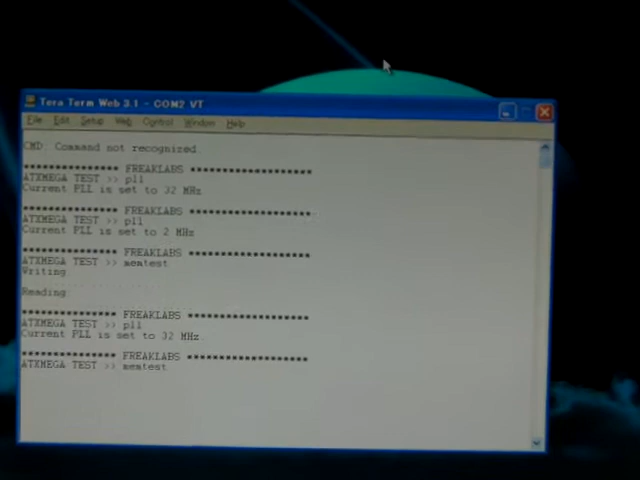 Tera Term Web 3.1 - COM2 VT
File Edit Setup Web Control Window Help
CMD: Command not recognized.
*************** FREAKLABS *******************
ATXMEGA TEST >> pll
Current PLL is set to 32 MHz.
*************** FREAKLABS *******************
ATXMEGA TEST >> pll
Current PLL is set to 2 MHz
*************** FREAKLABS *******************
ATXMEGA TEST >> memtest
Writing
Reading
*************** FREAKLABS *******************
ATXMEGA TEST >> pll
Current PLL is set to 32 MHz.
*************** FREAKLABS *******************
ATXMEGA TEST >> memtest